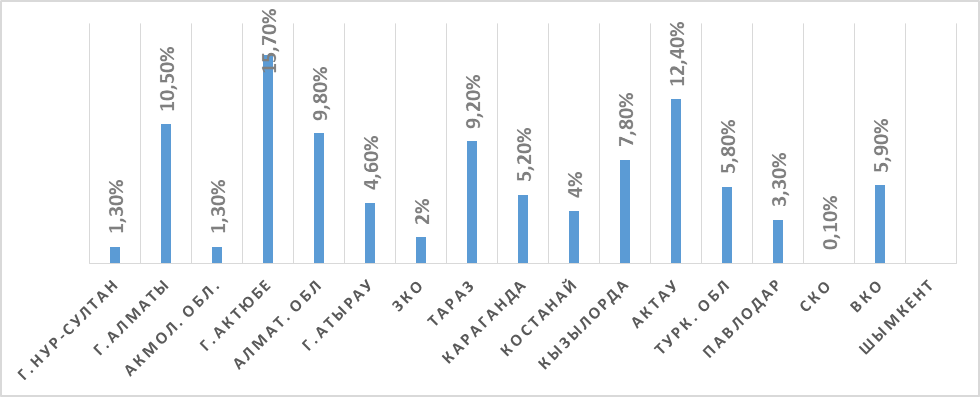 1,30%
10,50%
1,30%
15,70%
9,80%
4,60%
2%
9,20%
5,20%
4%
7,80%
12,40%
5,80%
3,30%
0,10%
5,90%
Г.НУР-СУЛТАН
Г.АЛМАТЫ
АКМОЛ. ОБЛ.
Г.АКТЮБЕ
АЛМАТ. ОБЛ
Г.АТЫРАУ
ЗКО
ТАРАЗ
КАРАГАНДА
КОСТАНАЙ
КЫЗЫЛОРДА
АКТАУ
ТУРК. ОБЛ
ПАВЛОДАР
СКО
ВКО
ШЫМКЕНТ